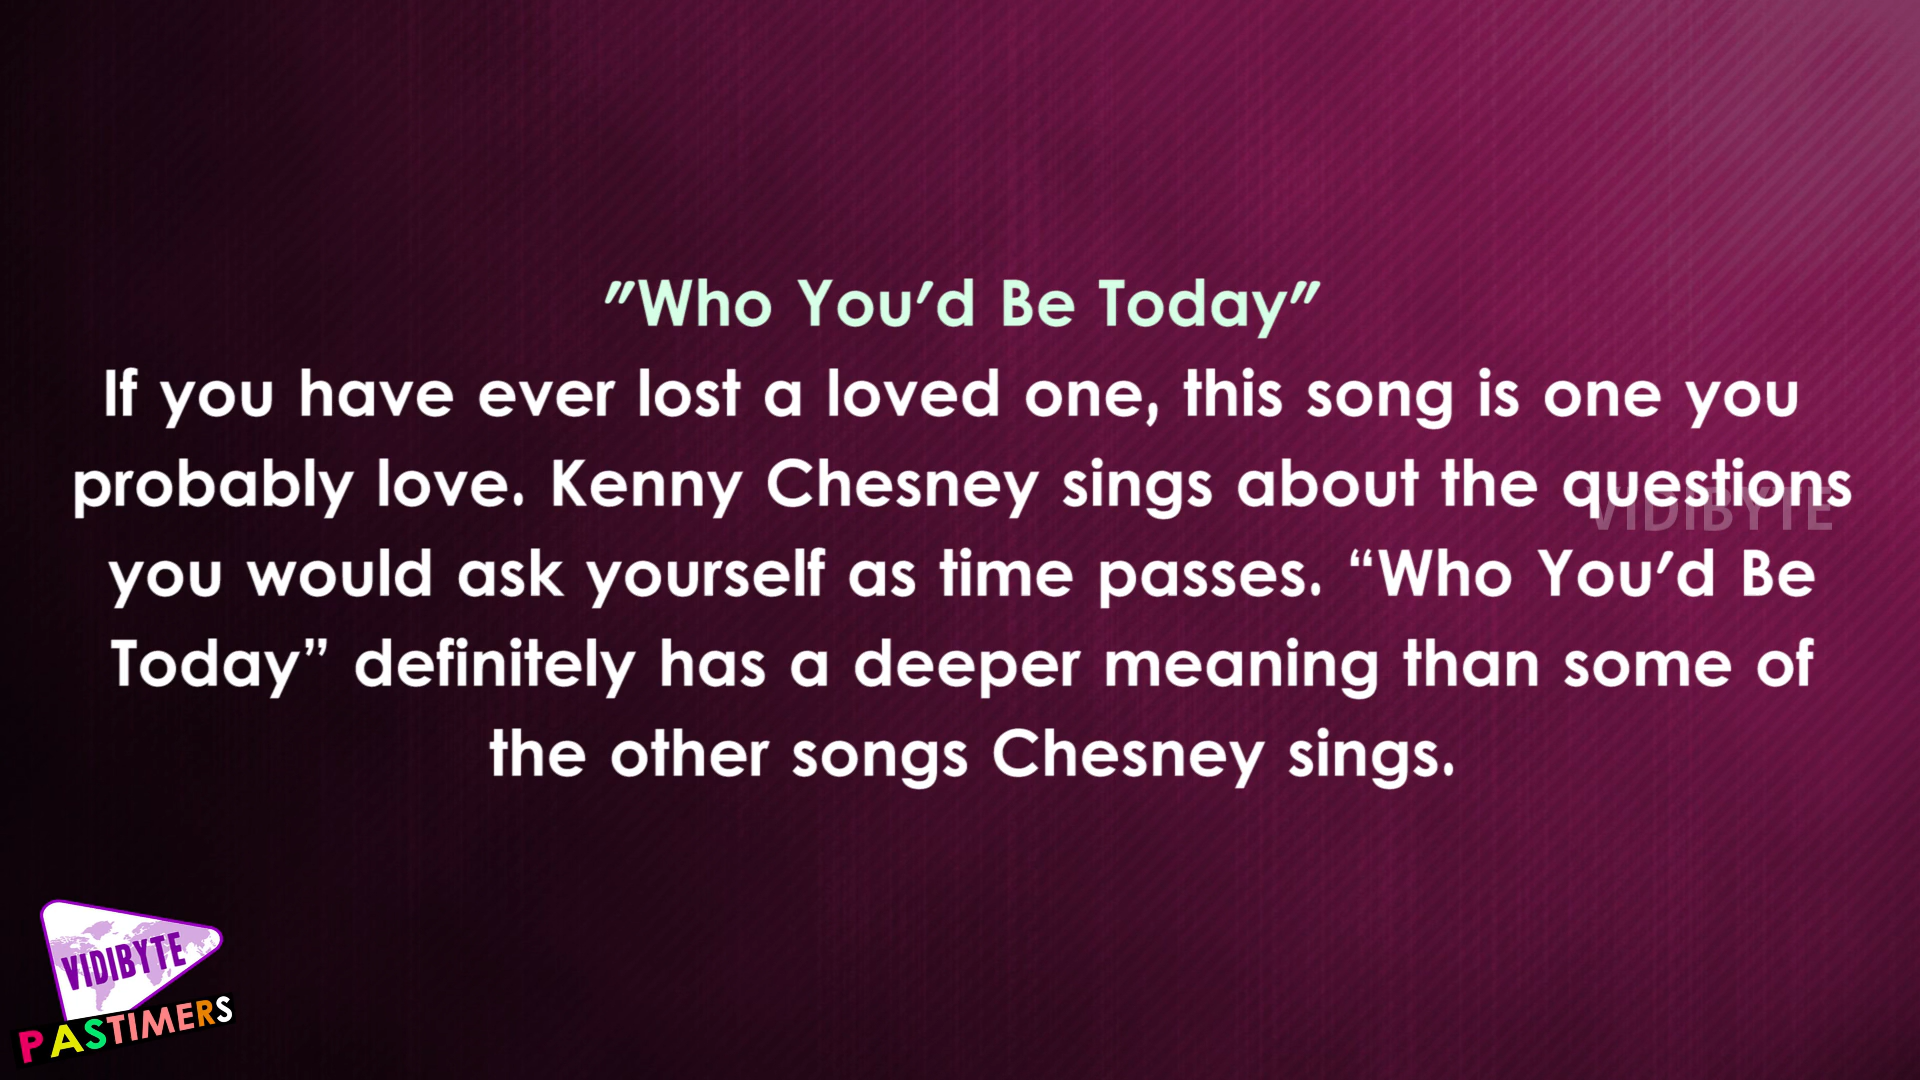 "Who You'd Be Today"
If you have ever lost a loved one, this song is one you
probably love. Kenny Chesney sings about the questions
you would ask yourself as time passes. “Who You'd Be
Today” definitely has a deeper meaning than some of
the other songs Chesney sings.
VIDIBYTE
VIDIBYTE
PASTIMERS